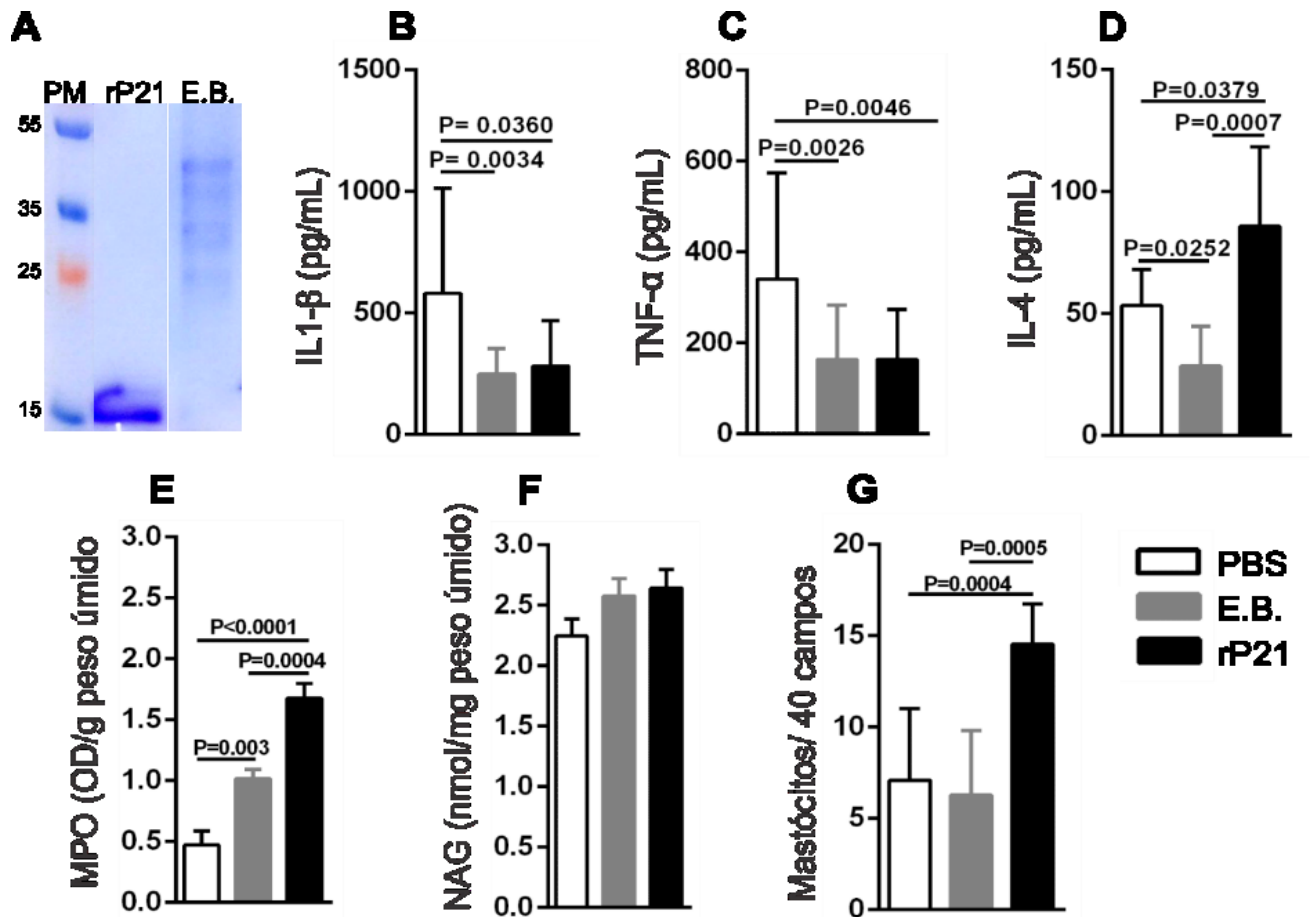 A
PM rP21 E.B.
55
35
25
15
B
IL1-β (pg/mL)
1500
1000
500
0
P= 0.0360
P= 0.0034
C
TNF-α (pg/mL)
800
600
400
200
0
P=0.0046
P=0.0026
D
IL-4 (pg/mL)
150
100
50
0
P=0.0379
P=0.0007
P=0.0252
E
MPO (OD/g peso úmido
3.0
2.5
2.0
1.5
1.0
0.5
0.0
P<0.0001
P=0.0004
P=0.003
F
NAG (nmol/mg peso úmido)
3.0
2.5
2.0
1.5
1.0
0.5
0.0
G
Mastócitos/ 40 campos
20
15
10
5
0
P=0.0005
P=0.0004
PBS
E.B.
rP21